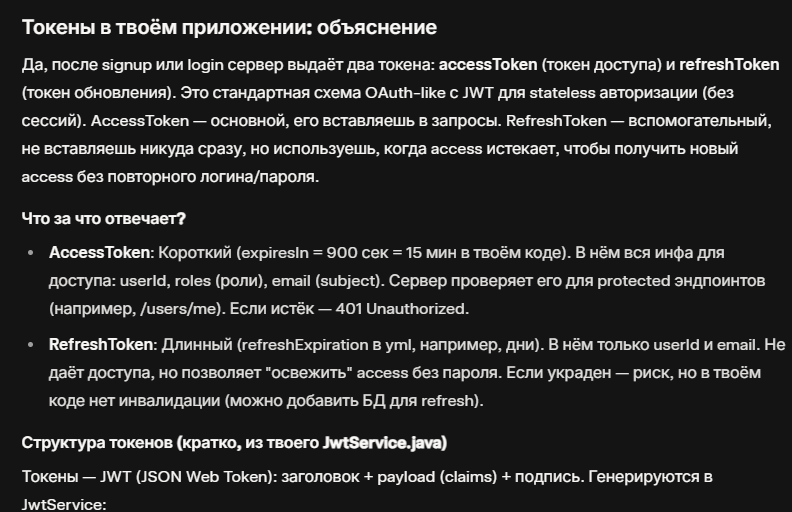 Токены в твоём приложении: объяснение
Да, после signup или login сервер выдаёт два токена: accessToken (токен доступа) и refreshToken
(токен обновления). Это стандартная схема OAuth-like с JWT для stateless авторизации (без
сессий). AccessToken — основной, его вставляешь в запросы. RefreshToken — вспомогательный,
не вставляешь никуда сразу, но используешь, когда access истекает, чтобы получить новый
access без повторного логина/пароля.
Что за что отвечает?
• AccessToken: Короткий (expiresIn = 900 сек = 15 мин в твоём коде). В нём вся инфа для
доступа: userId, roles (роли), email (subject). Сервер проверяет его для protected эндпоинтов
(например, /users/me). Если истёк — 401 Unauthorized.
• RefreshToken: Длинный (refreshExpiration в yml, например, дни). В нём только userId и email. Не
даёт доступа, но позволяет "освежить" access без пароля. Если украден — риск, но в твоём
коде нет инвалидации (можно добавить БД для refresh).
Структура токенов (кратко, из твоего JwtService.java)
Токены — JWT (JSON Web Token): заголовок + payload (claims) + подпись. Генерируются в
JwtService: